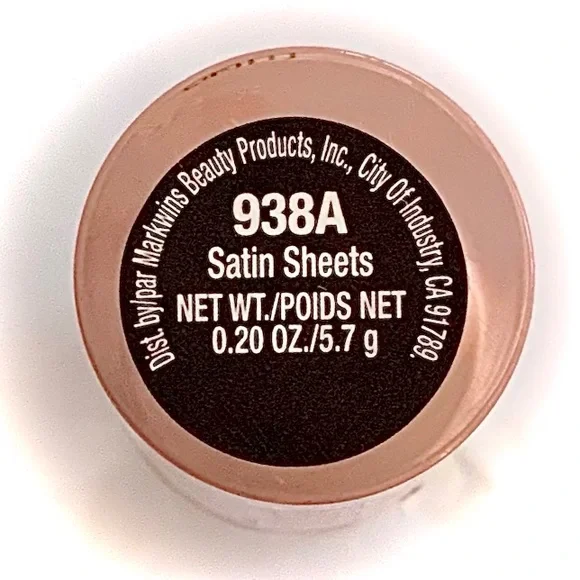 Dist. by/par Markwins Beauty Products, Inc., City Of Industry, CA 91789.
938A
Satin Sheets
NET WT./POIDS NET
0.20 OZ./5.7 g